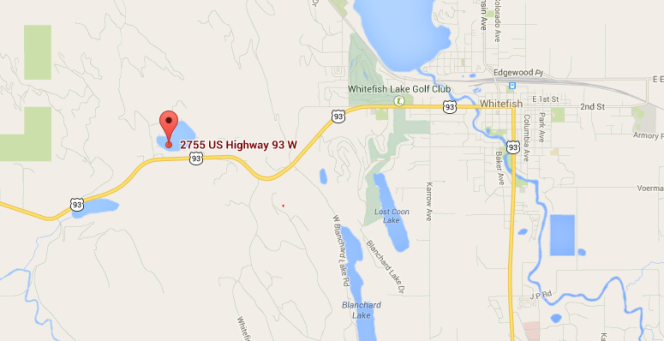 Colorado Ave
Edgewood Pl
Whitefish Lake Golf Club
Whitefish
E 1st St
2nd St
93
93
93
93
93
Columbia Ave
Park Ave
Baker Ave
Armory
2755 US Highway 93 W
Karrow Ave
Lost Coon
Lake
W Blanchard Lake Rd
Blanchard Lake Dr
Blanchard
Lake
J P Rd